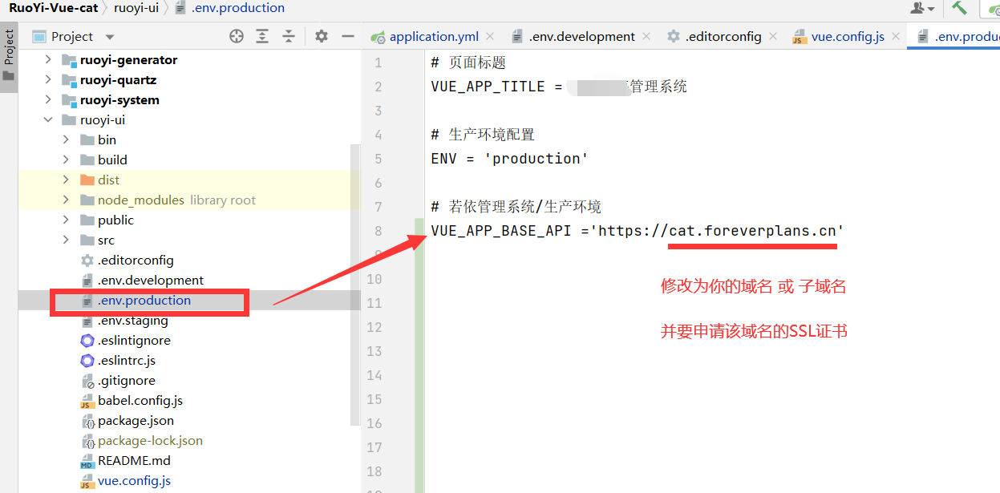 RuoYi-Vue-cat ruoyi-ui .env.production
Project
Project
application.yml .env.development .editorconfig vue.config.js .env.produ
ruoyi-generator
ruoyi-quartz
ruoyi-system
ruoyi-ui
bin
build
dist
node_modules library root
public
src
.editorconfig
.env.development
.env.production
.env.staging
.eslintignore
.eslintrc.js
.gitignore
babel.config.js
package.json
package-lock.json
README.md
vue.config.js
1 # 页面标题
2 VUE_APP_TITLE = 管理系统
3
4 # 生产环境配置
5 ENV = 'production'
6
7 # 若依管理系统/生产环境
8 VUE_APP_BASE_API ='https://cat.foreverplans.cn'
9
10
修改为你的域名 或 子域名
11
12
并要申请该域名的SSL证书
13
14
15
16
17
18